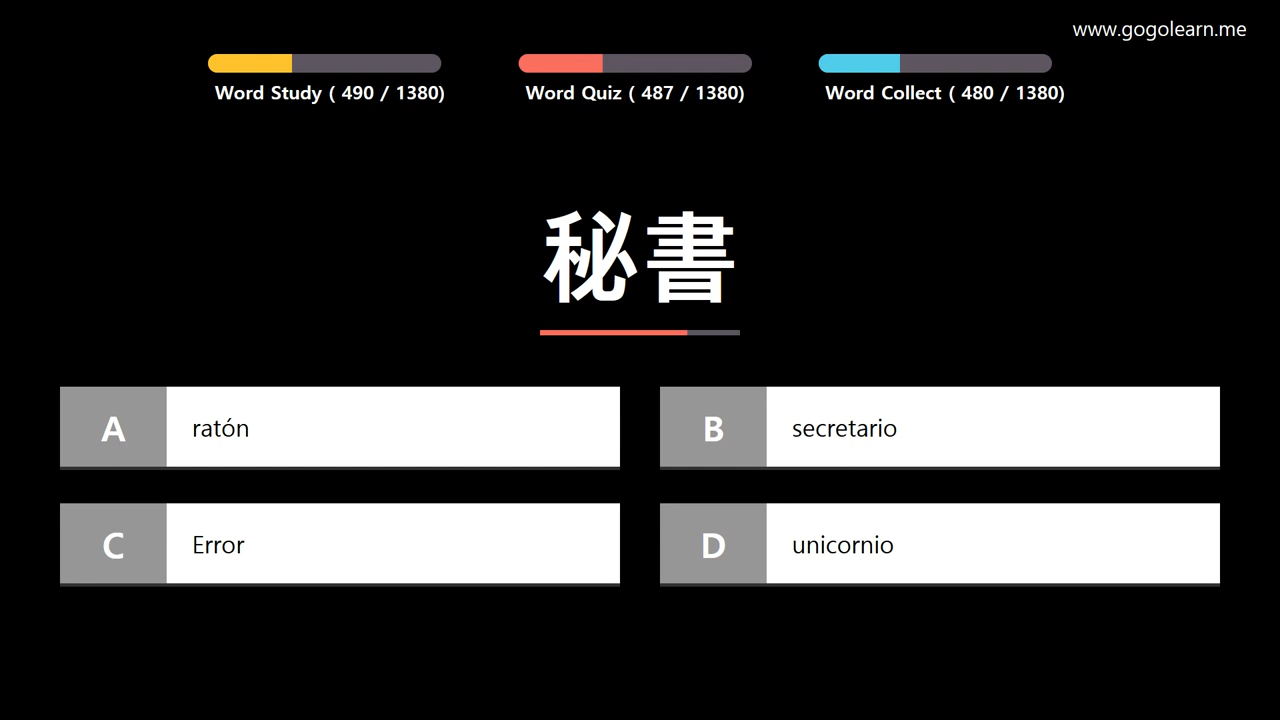 www.gogolearn.me
Word Study ( 490 / 1380)
Word Quiz ( 487 / 1380)
Word Collect ( 480 / 1380)
秘書
A ratón
B secretario
C Error
D unicornio